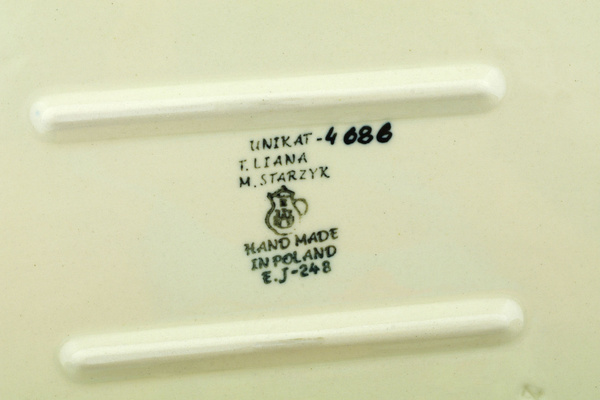 UNIKAT-4686
T. LIANA
M. STARZYK
HAND MADE
IN POLAND
E.J-248